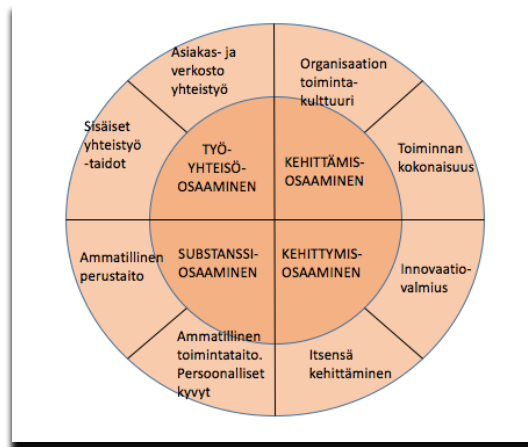 Asiakas- ja
verkosto
yhteistyö
Organisaation
toiminta-
kulttuuri
Sisäiset
yhteistyö
-taidot
TYÖ-
YHTEISÖ-
OSAAMINEN
KEHITTÄMIS-
OSAAMINEN
Toiminnan
kokonaisuus
Ammatillinen
perustaito
SUBSTANSSI-
OSAAMINEN
KEHITTYMIS-
OSAAMINEN
Innovaatio-
valmius
Ammatillinen
toimintataito.
Persoonalliset
kyvyt
Itsensä
kehittäminen